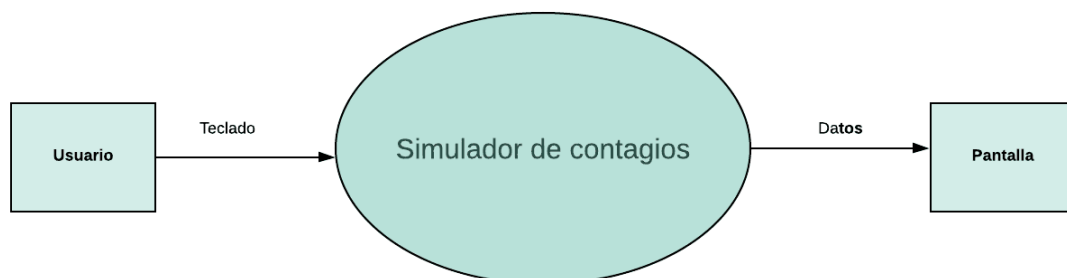 Usuario
Teclado
Simulador de contagios
Datos
Pantalla